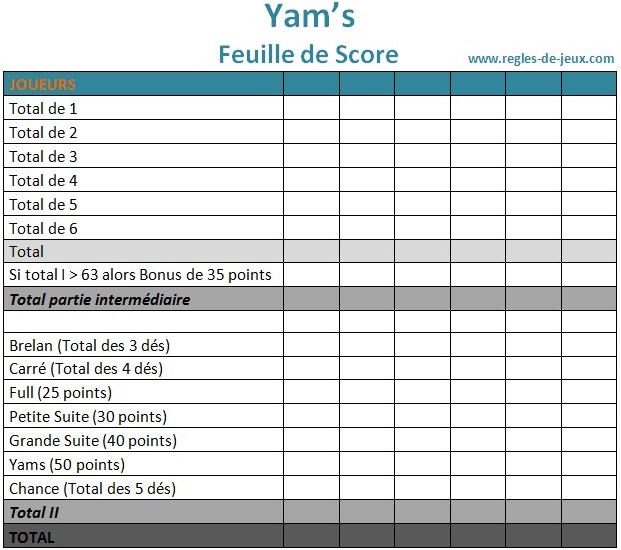 Yam’s
Feuille de Score
www.regles-de-jeux.com
JOUEURS
Total de 1
Total de 2
Total de 3
Total de 4
Total de 5
Total de 6
Total
Si total I > 63 alors Bonus de 35 points
Total partie intermédiaire
Brelan (Total des 3 dés)
Carré (Total des 4 dés)
Full (25 points)
Petite Suite (30 points)
Grande Suite (40 points)
Yams (50 points)
Chance (Total des 5 dés)
Total II
TOTAL